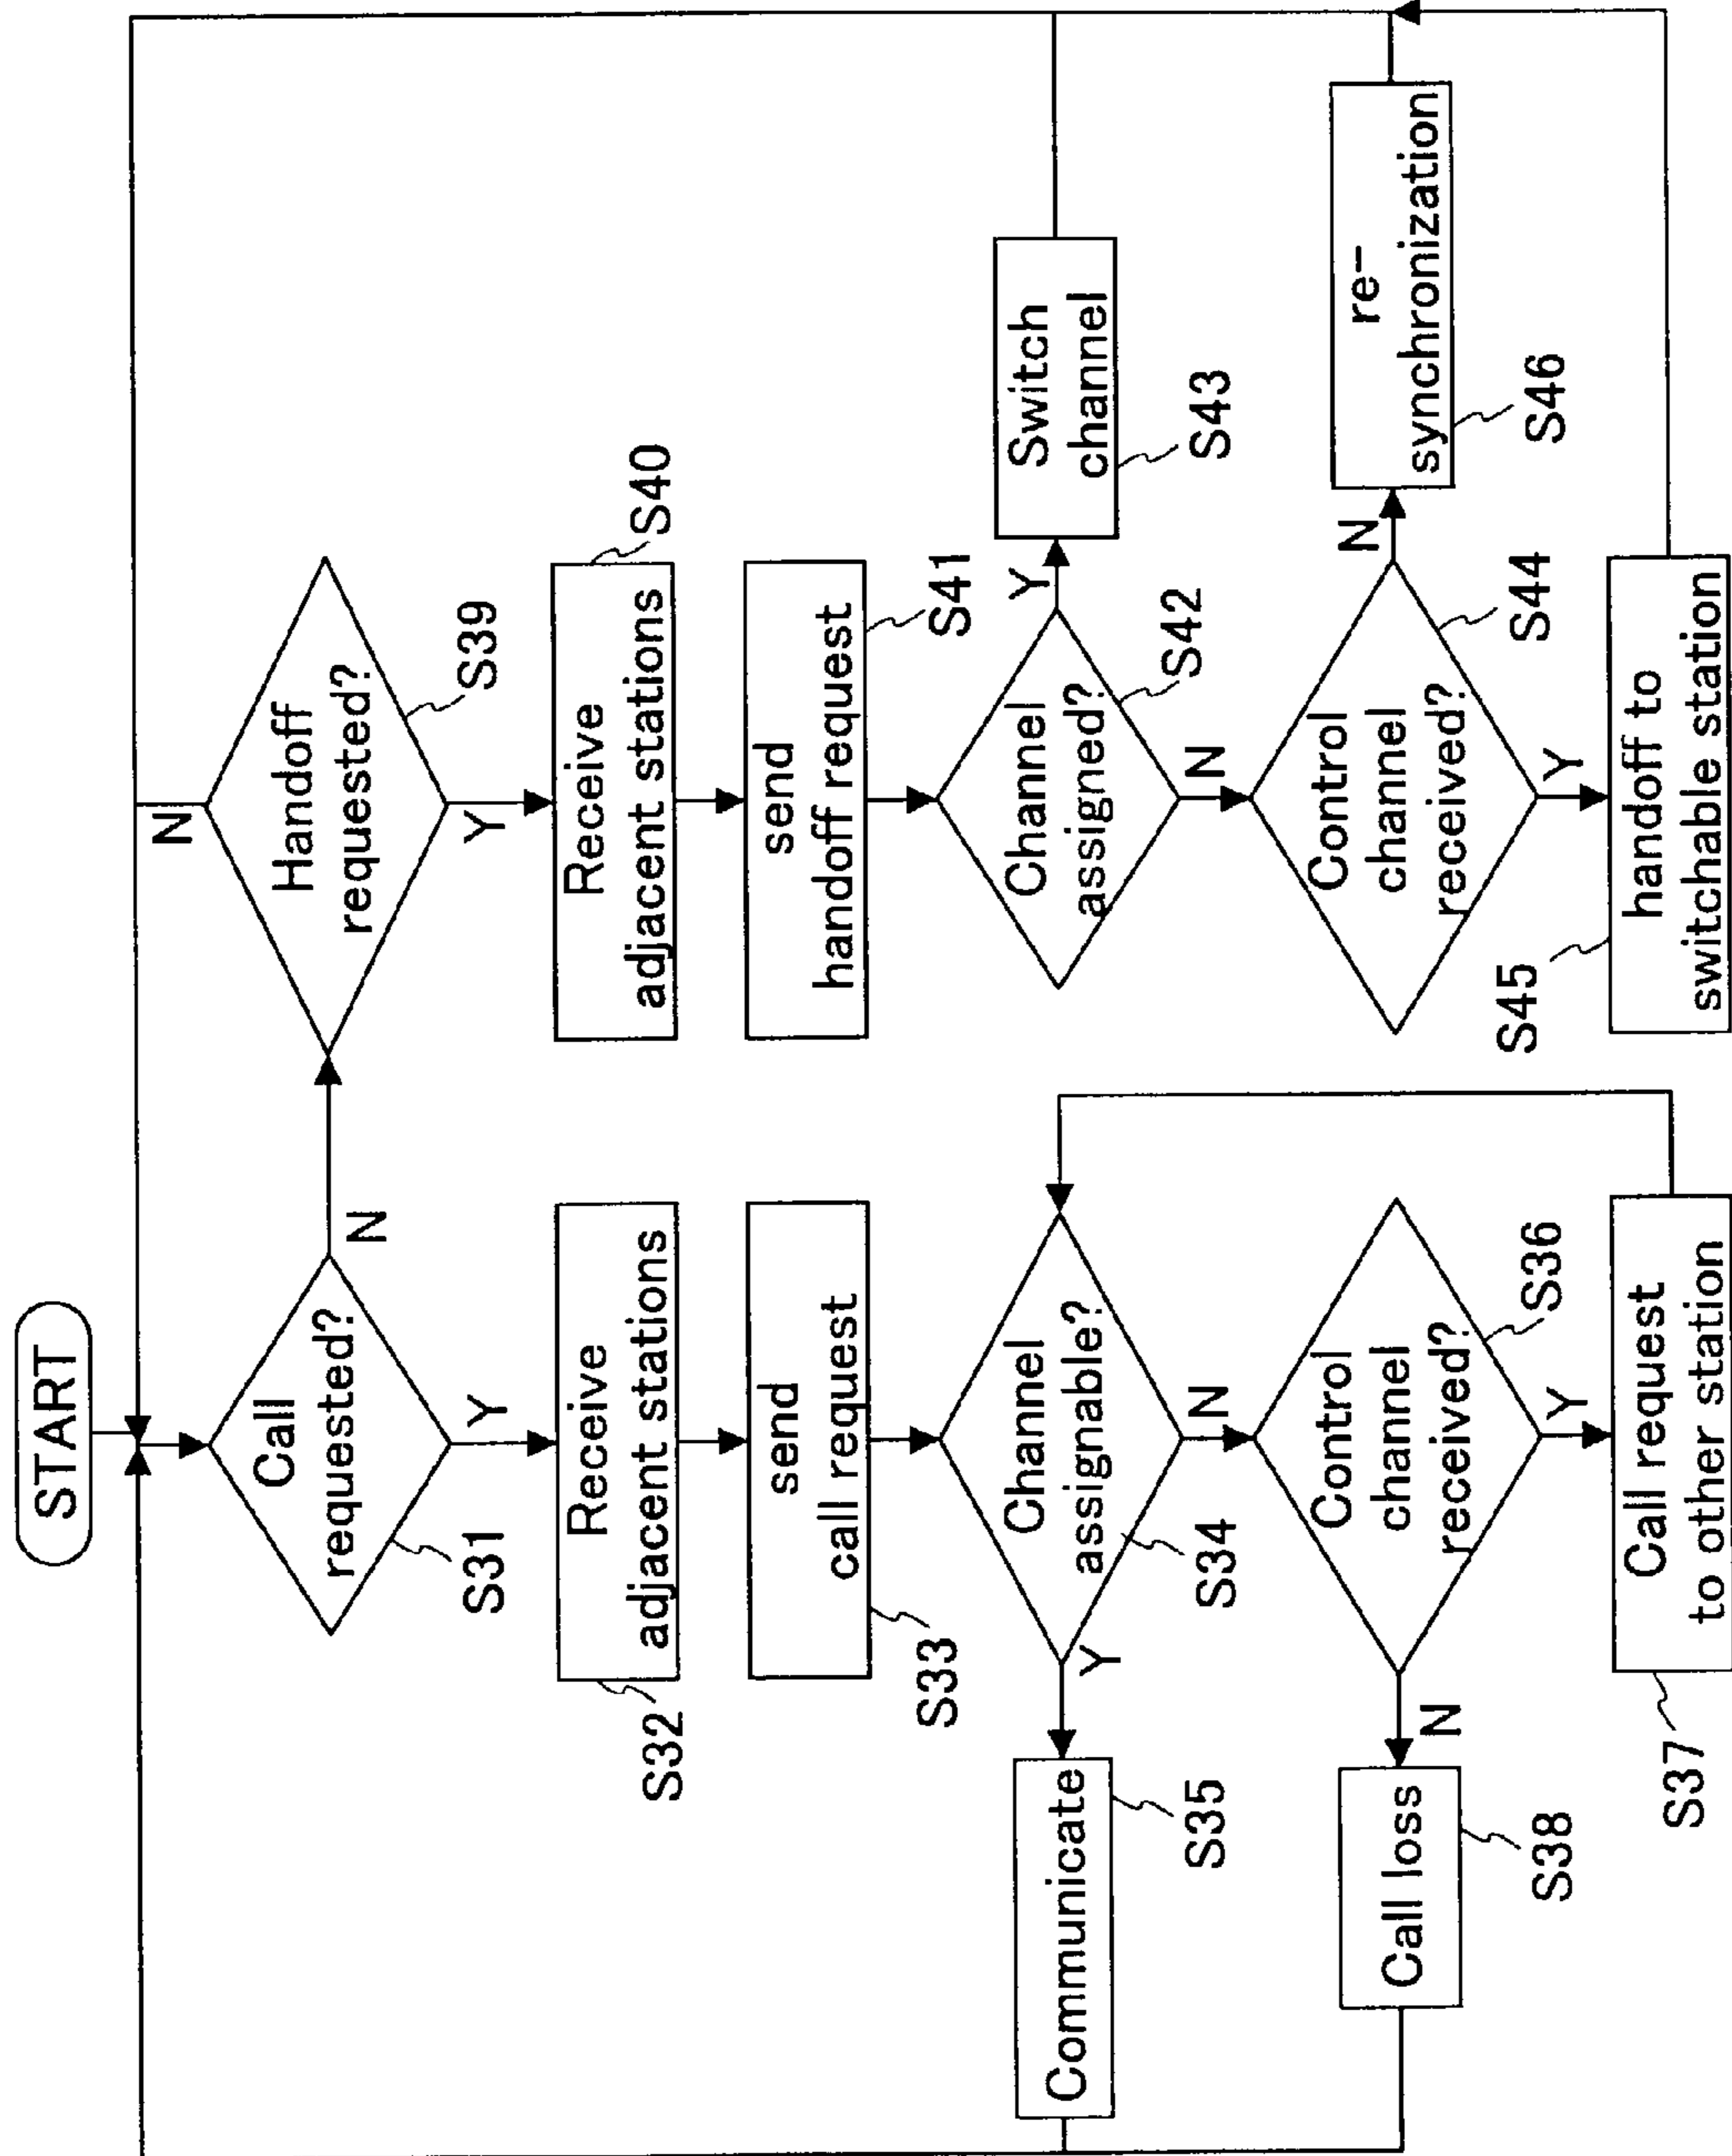 START
Call
requested?
S31
Y
N
Receive
adjacent stations
S32
send
call request
S33
Channel
assignable?
S34
Y
N
Communicate
S35
Control
channel
received?
S36
Y
N
Call request
to other station
S37
Call loss
S38
Handoff
requested?
S39
N
Y
Receive
adjacent stations
S40
send
handoff request
S41
Channel
assigned?
S42
Y
N
Switch
channel
S43
Control
channel
received?
S44
N
Y
handoff to
switchable station
S45
re-
synchronization
S46